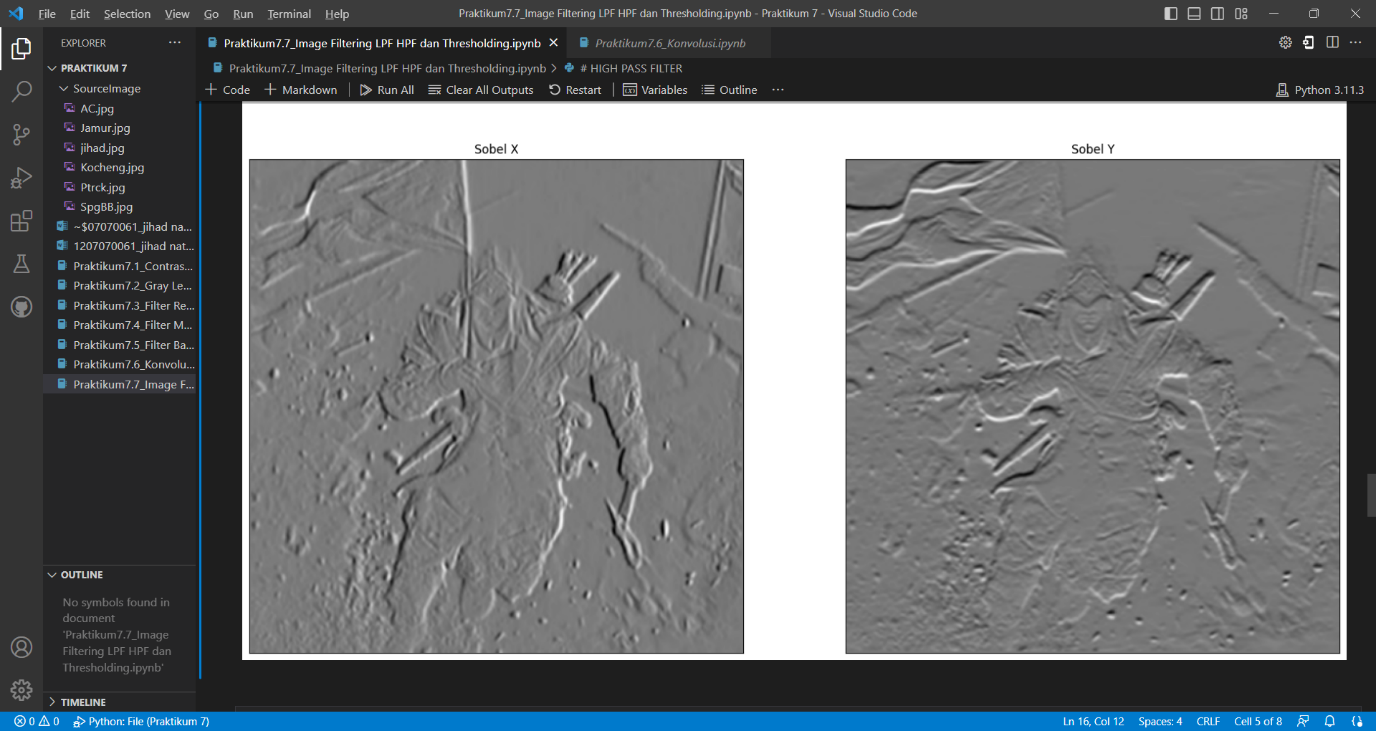 File Edit Selection View Go Run Terminal Help
Praktikum7.7_Image Filtering LPF HPF dan Thresholding.ipynb - Praktikum 7 - Visual Studio Code
EXPLORER
PRAKTIKUM 7
SourceImage
AC.jpg
Jamur.jpg
jihad.jpg
Kocheng.jpg
Ptrck.jpg
SpgBB.jpg
~$07070061_jihad na...
1207070061_jihad nat...
Praktikum7.1_Contras...
Praktikum7.2_Gray Le...
Praktikum7.3_Filter Re...
Praktikum7.4_Filter M...
Praktikum7.5_Filter Ba...
Praktikum7.6_Konvolu...
Praktikum7.7_Image F...
OUTLINE
No symbols found in
document
'Praktikum7.7_Image
Filtering LPF HPF dan
Thresholding.ipynb'
TIMELINE
Praktikum7.7_Image Filtering LPF HPF dan Thresholding.ipynb
Praktikum7.6_Konvolusi.ipynb
Praktikum7.7_Image Filtering LPF HPF dan Thresholding.ipynb > # HIGH PASS FILTER
+ Code + Markdown Run All Clear All Outputs Restart Variables Outline ...
Python 3.11.3
Sobel X
Sobel Y
0 0 Python: File (Praktikum 7)
Ln 16, Col 12 Spaces: 4 CRLF Cell 5 of 8